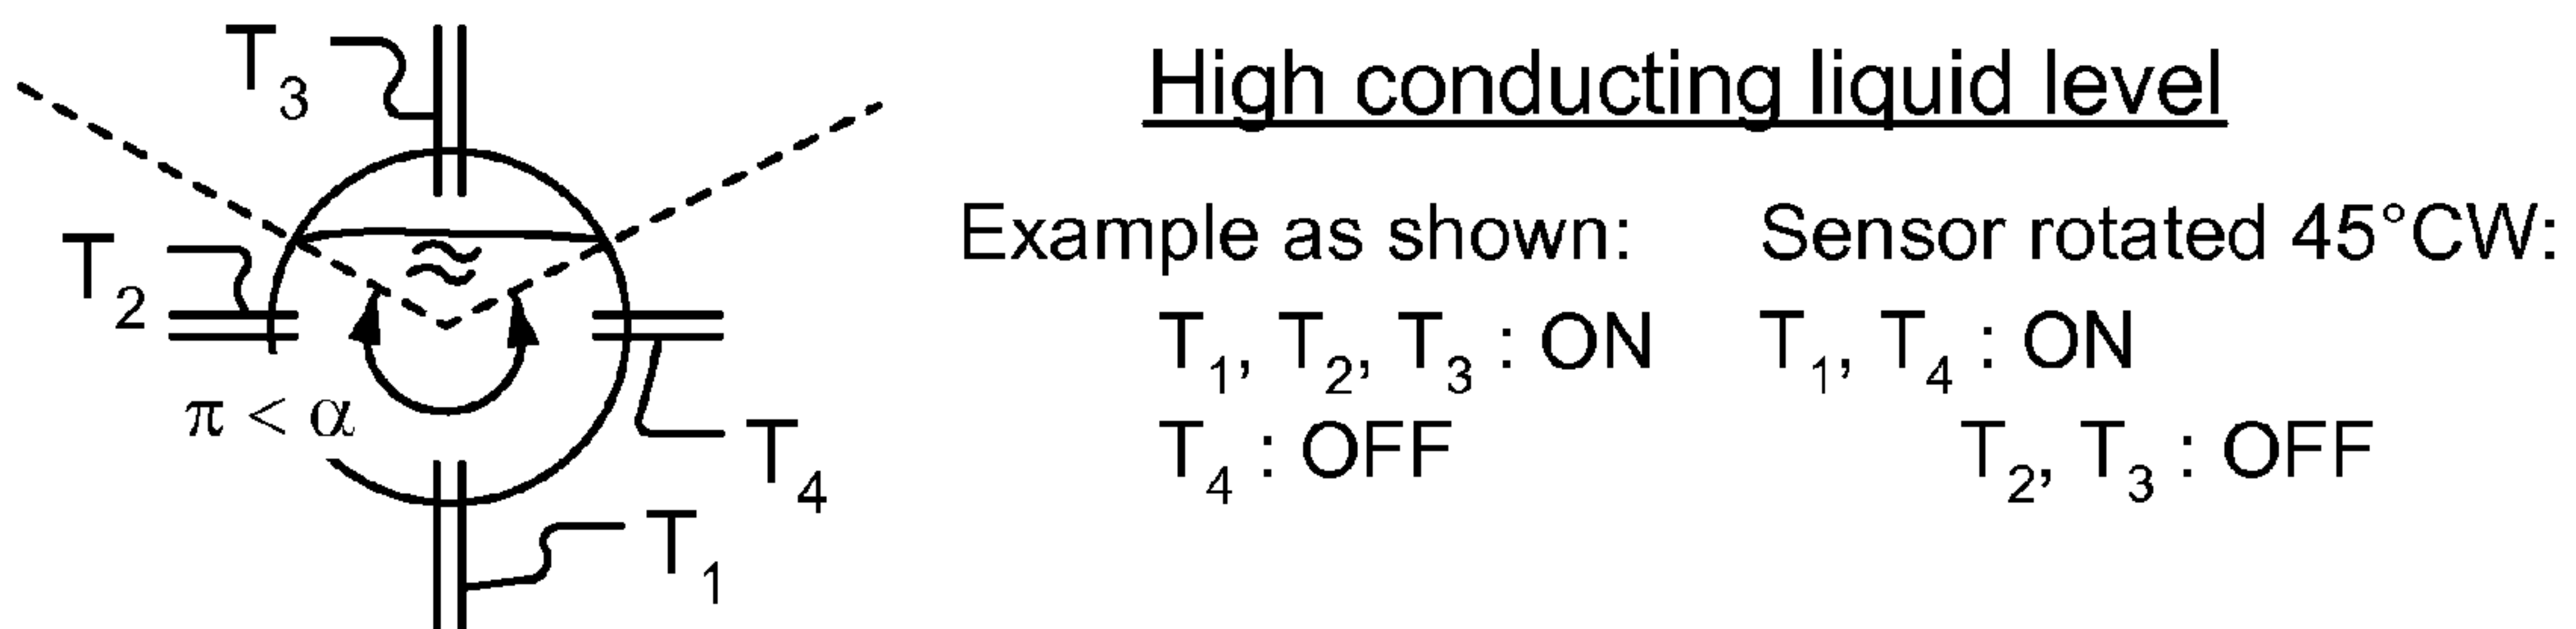 T₃
T₂
π < α
T₄
T₁
High conducting liquid level
Example as shown:
T₁, T₂, T₃ : ON
T₄ : OFF
Sensor rotated 45°CW:
T₁, T₄ : ON
T₂, T₃ : OFF